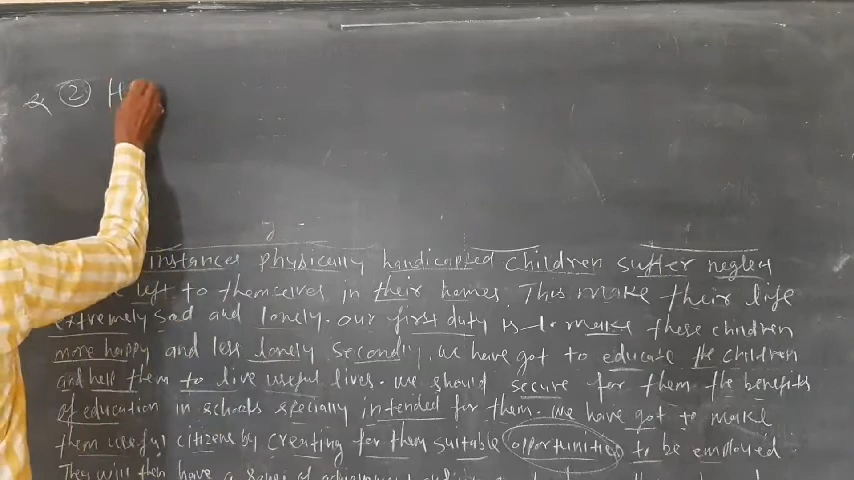 Q ② H
instances physically handicapped children suffer neglect
left to themselves in their homes. This make their life
extremely sad and lonely. our first duty is to make these children
more happy and less lonely secondly, we have got to educate the children
and help them to live useful lives. we should secure for them the benefits
of education in schools specially intended for them. we have got to make
them useful citizens by creating for them suitable opportunities to be employed.
They will then have a sense of